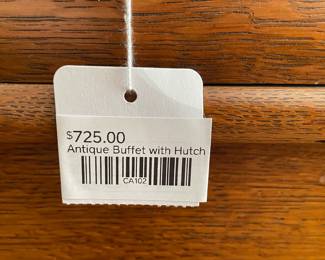 $725.00
Antique Buffet with Hutch
CA102